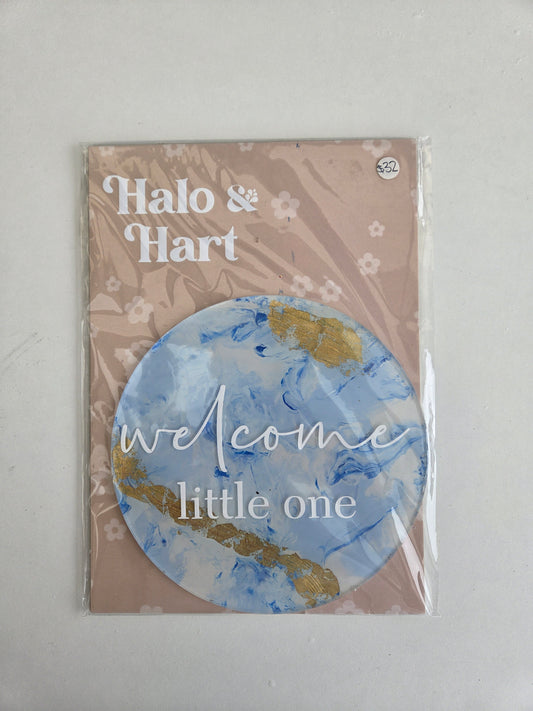 Halo &
Hart
$32
welcome
little one